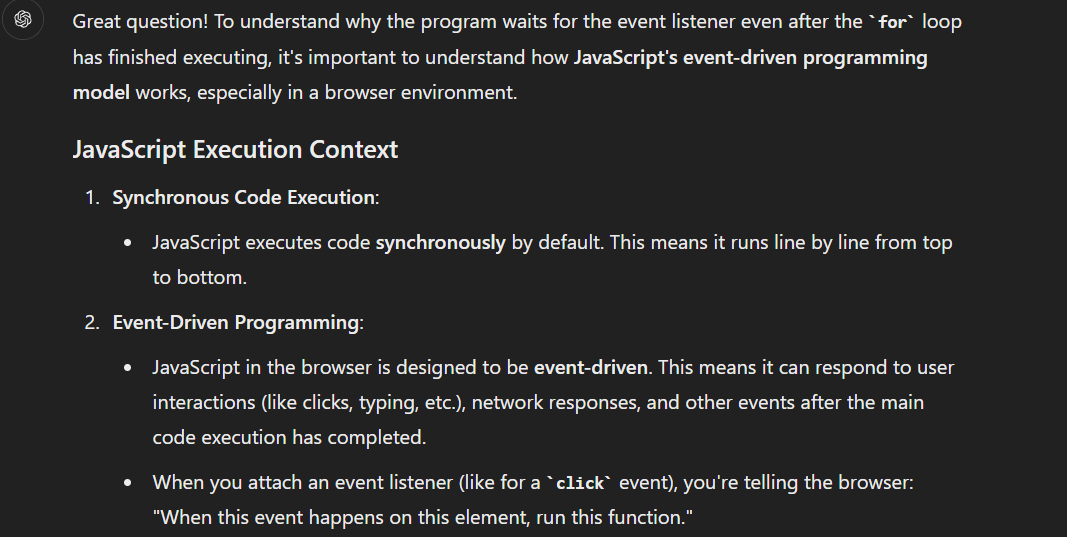 Great question! To understand why the program waits for the event listener even after the `for` loop
has finished executing, it's important to understand how JavaScript's event-driven programming
model works, especially in a browser environment.
JavaScript Execution Context
1. Synchronous Code Execution:
• JavaScript executes code synchronously by default. This means it runs line by line from top
to bottom.
2. Event-Driven Programming:
• JavaScript in the browser is designed to be event-driven. This means it can respond to user
interactions (like clicks, typing, etc.), network responses, and other events after the main
code execution has completed.
• When you attach an event listener (like for a `click` event), you're telling the browser:
"When this event happens on this element, run this function."